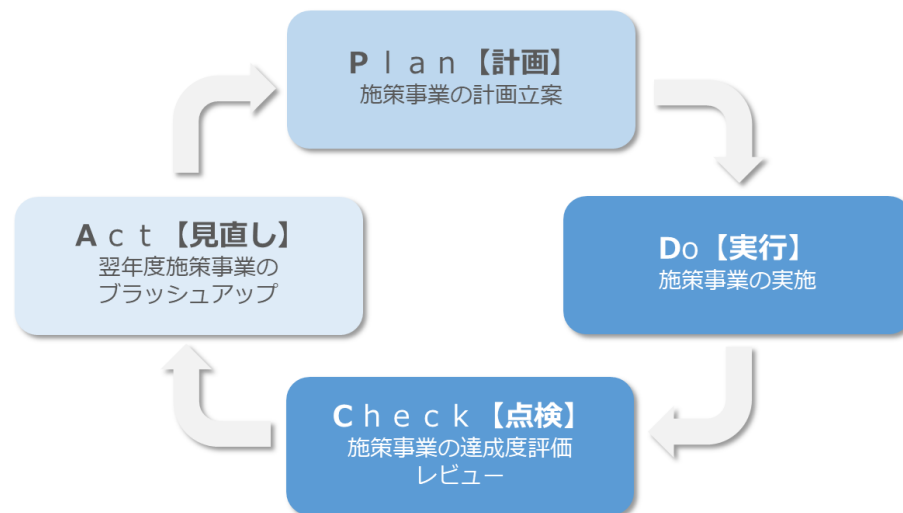 Ｐｌａｎ【計画】
施策事業の計画立案
Ｄo【実行】
施策事業の実施
Ｃｈｅｃｋ【点検】
施策事業の達成度評価
レビュー
Ａｃｔ【見直し】
翌年度施策事業の
ブラッシュアップ